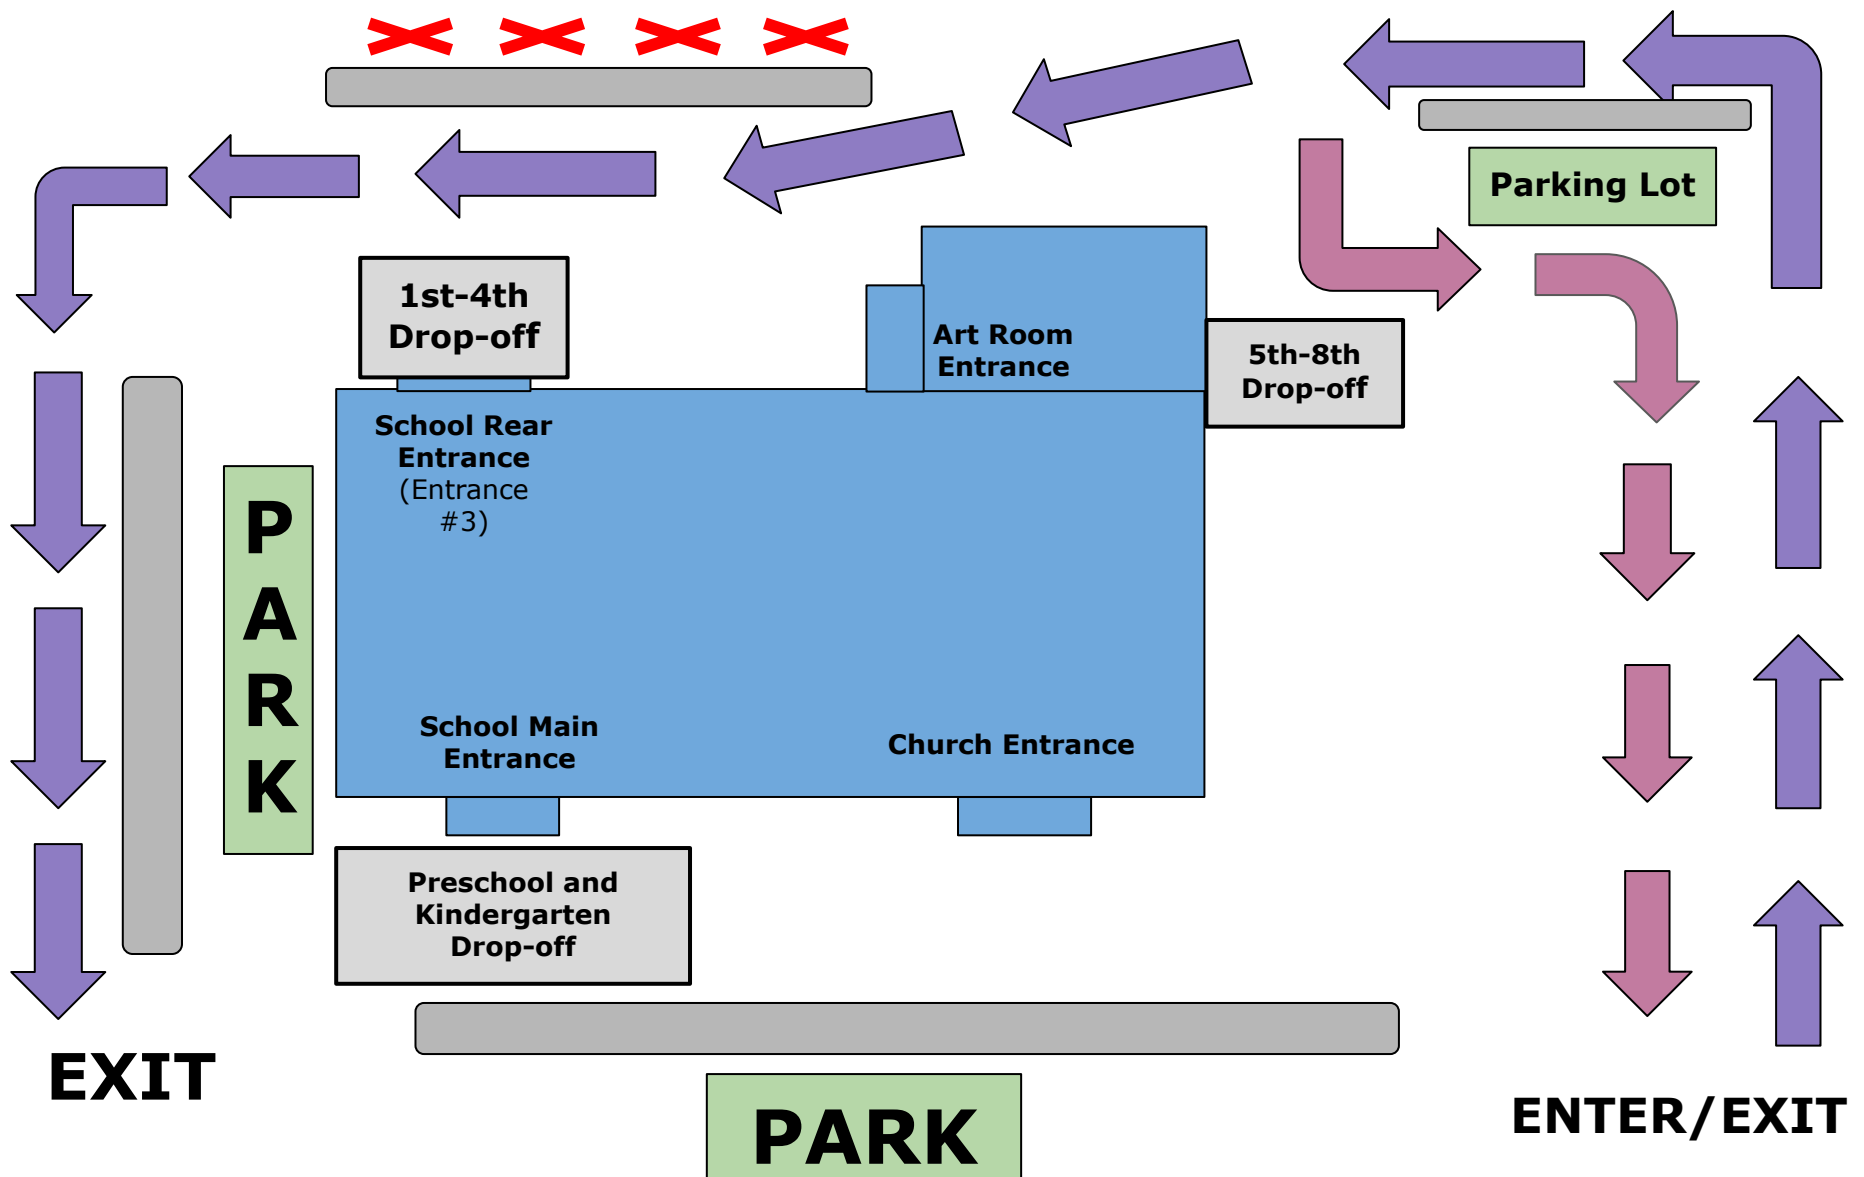 Parking Lot
1st-4th
Drop-off
Art Room
Entrance
5th-8th
Drop-off
School Rear
Entrance
(Entrance
#3)
P
A
R
K
School Main
Entrance
Church Entrance
Preschool and
Kindergarten
Drop-off
EXIT
PARK
ENTER/EXIT